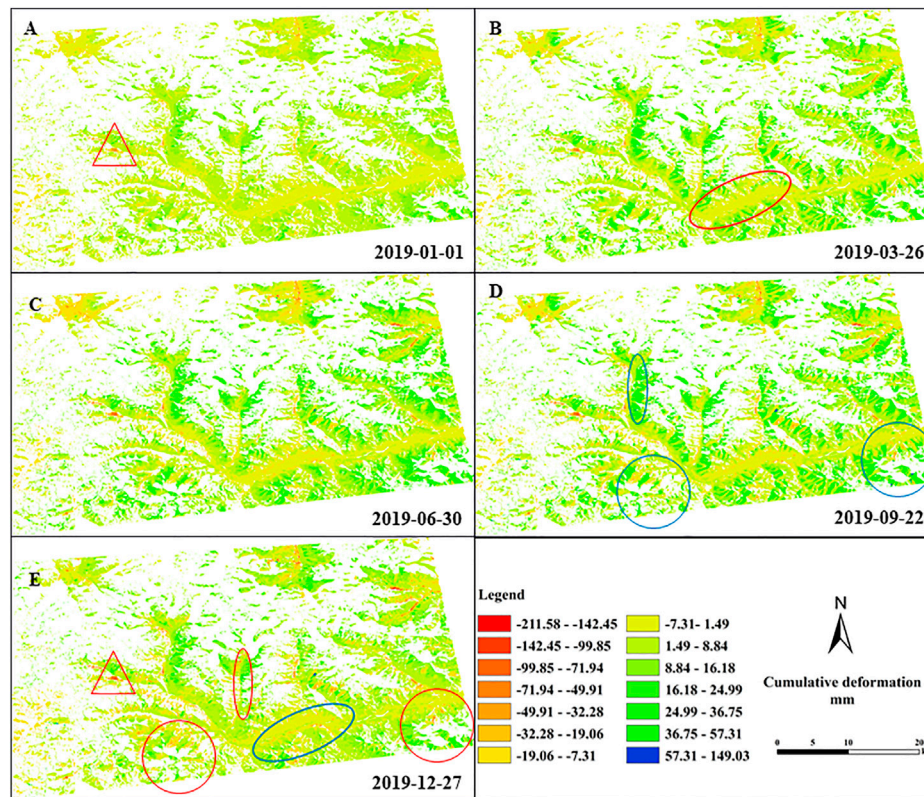 A
2019-01-01
B
2019-03-26
C
2019-06-30
D
2019-09-22
E
2019-12-27
Legend
-211.58 - -142.45
-142.45 - -99.85
-99.85 - -71.94
-71.94 - -49.91
-49.91 - -32.28
-32.28 - -19.06
-19.06 - -7.31
-7.31- 1.49
1.49 - 8.84
8.84 - 16.18
16.18 - 24.99
24.99 - 36.75
36.75 - 57.31
57.31 - 149.03
N
Cumulative deformation
mm
0 5 10 20